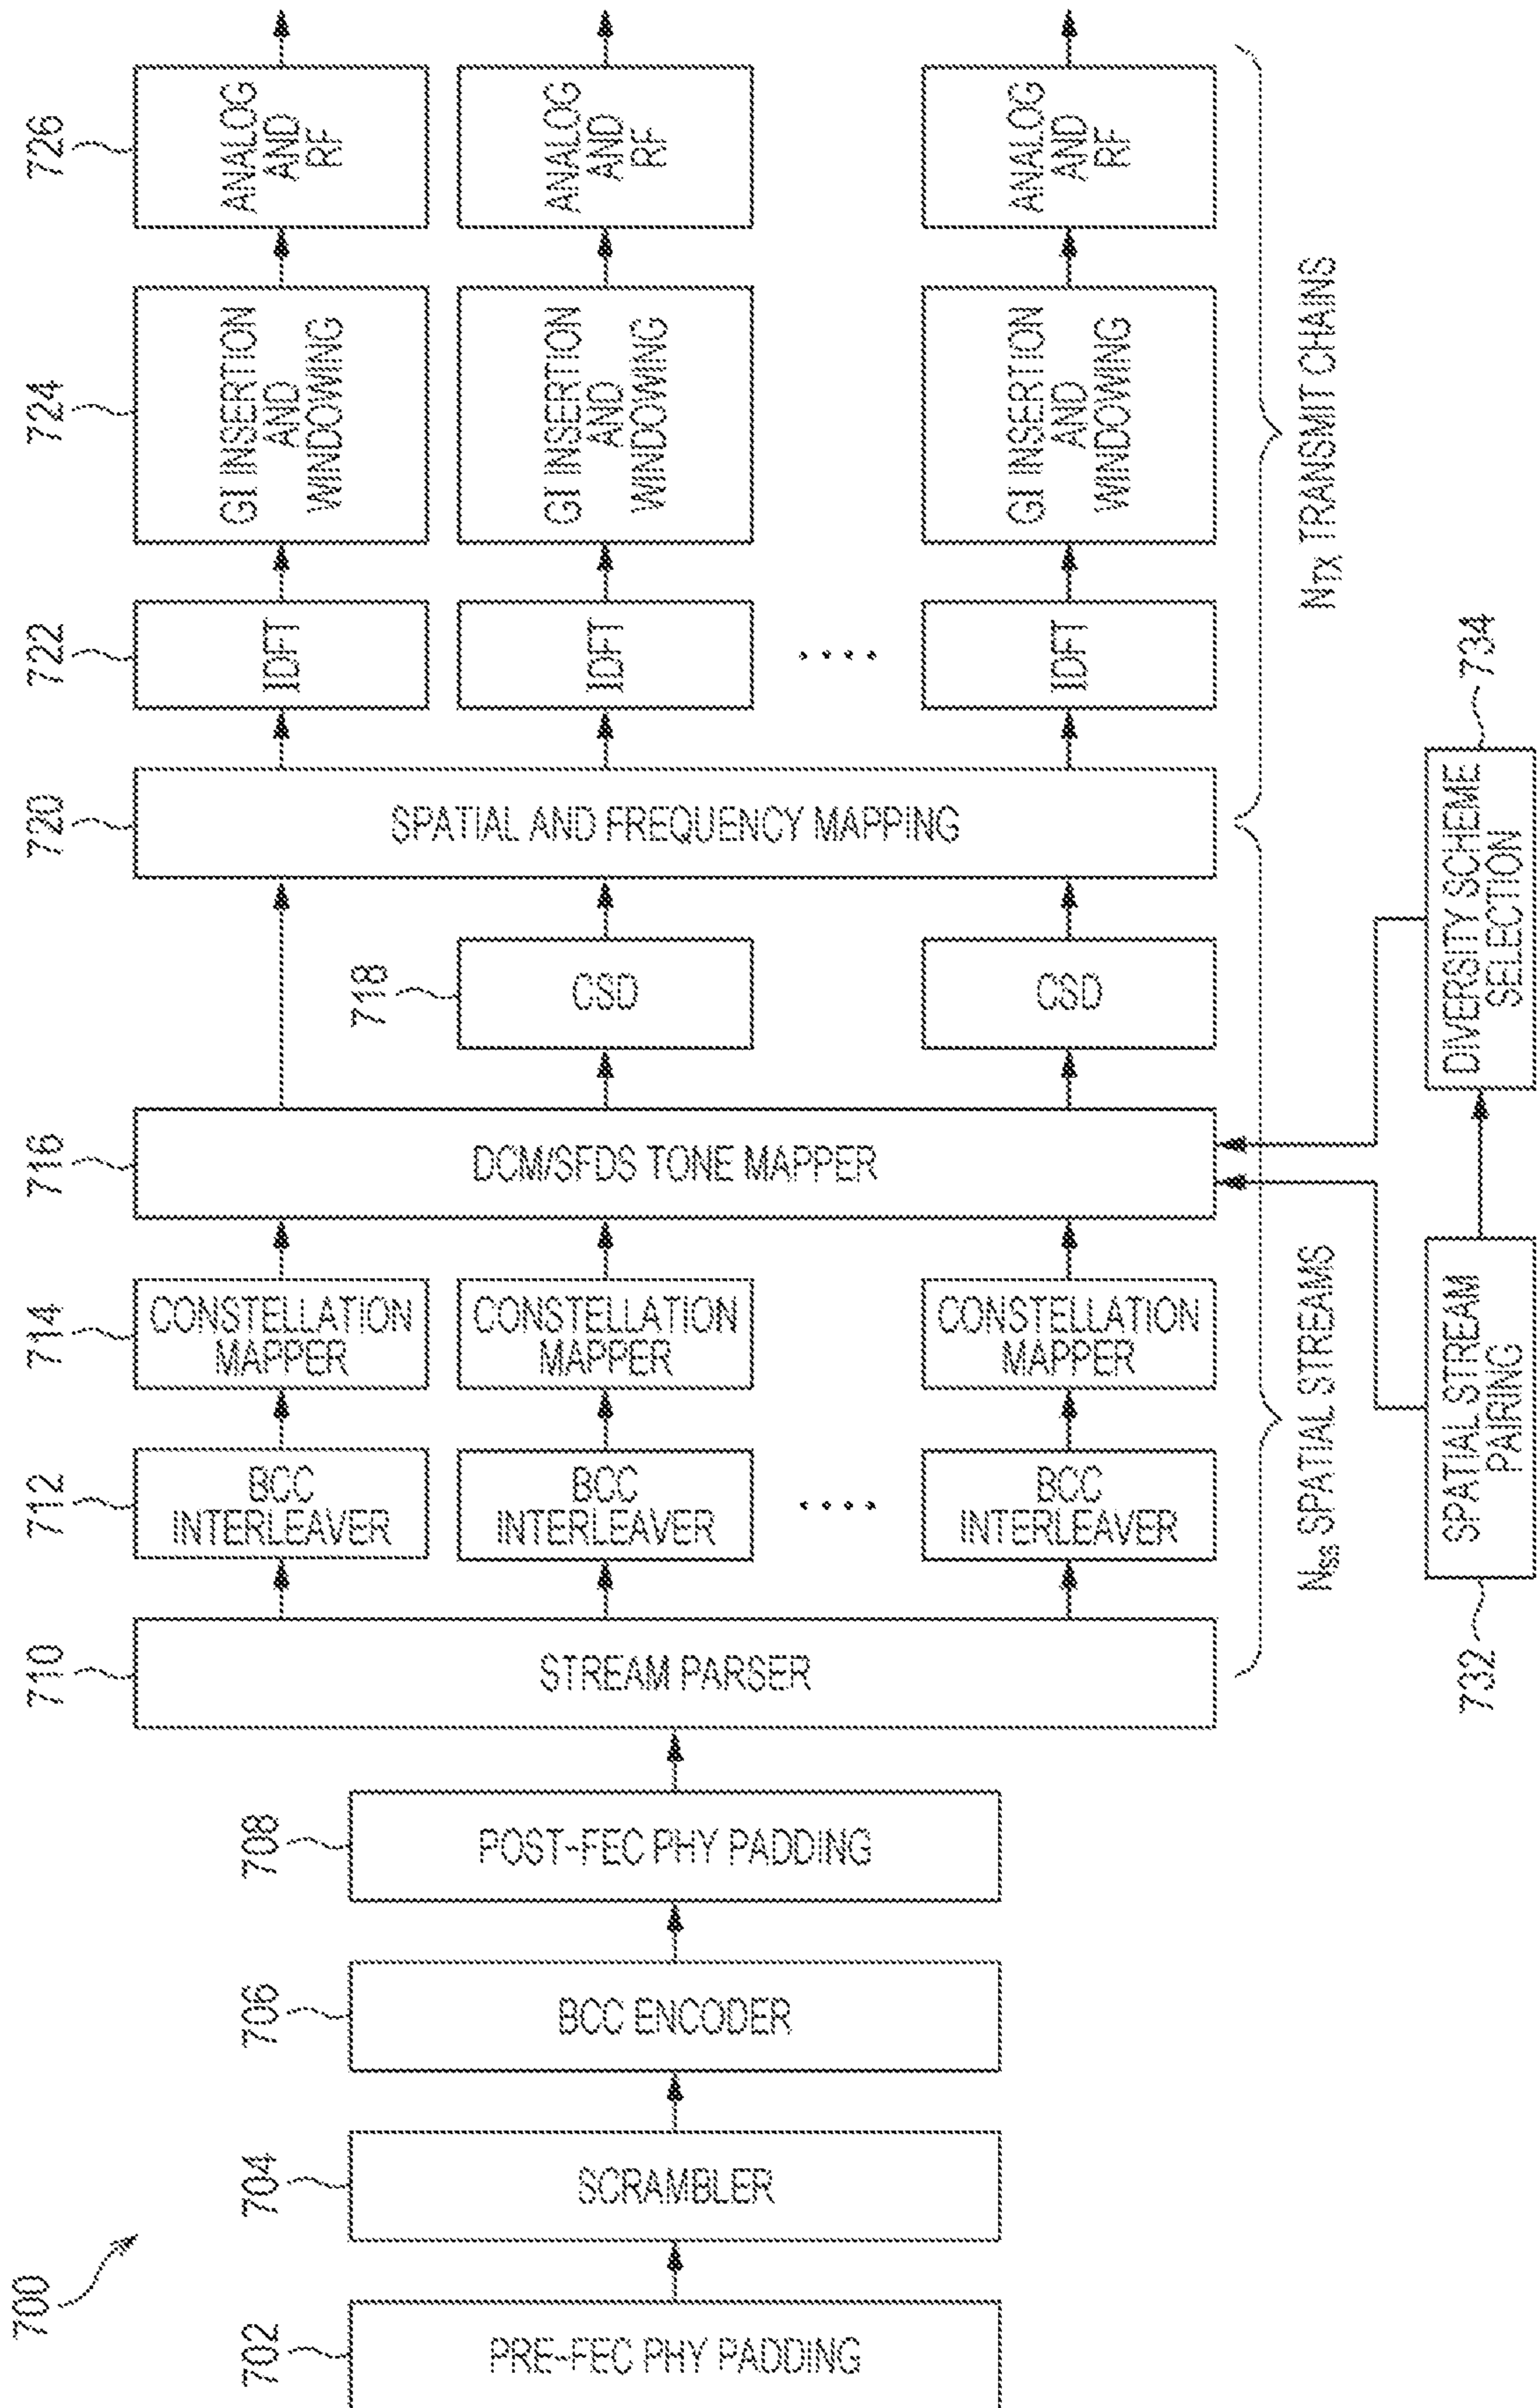 700
702
PRE-FEC PHY PADDING
704
SCRAMBLER
706
BCC ENCODER
708
POST-FEC PHY PADDING
710
STREAM PARSER
712
BCC
INTERLEAVER
BCC
INTERLEAVER
. . . .
BCC
INTERLEAVER
714
CONSTELLATION
MAPPER
CONSTELLATION
MAPPER
CONSTELLATION
MAPPER
716
DCM/SFDS TONE MAPPER
718
CSD
CSD
720
SPATIAL AND FREQUENCY MAPPING
722
IDFT
IDFT
. . . .
IDFT
724
GI INSERTION
AND
WINDOWING
GI INSERTION
AND
WINDOWING
GI INSERTION
AND
WINDOWING
726
ANALOG
AND
RF
ANALOG
AND
RF
ANALOG
AND
RF
NSS SPATIAL STREAMS
NTX TRANSMIT CHAINS
732
SPATIAL STREAM
PAIRING
734
DIVERSITY SCHEME
SELECTION